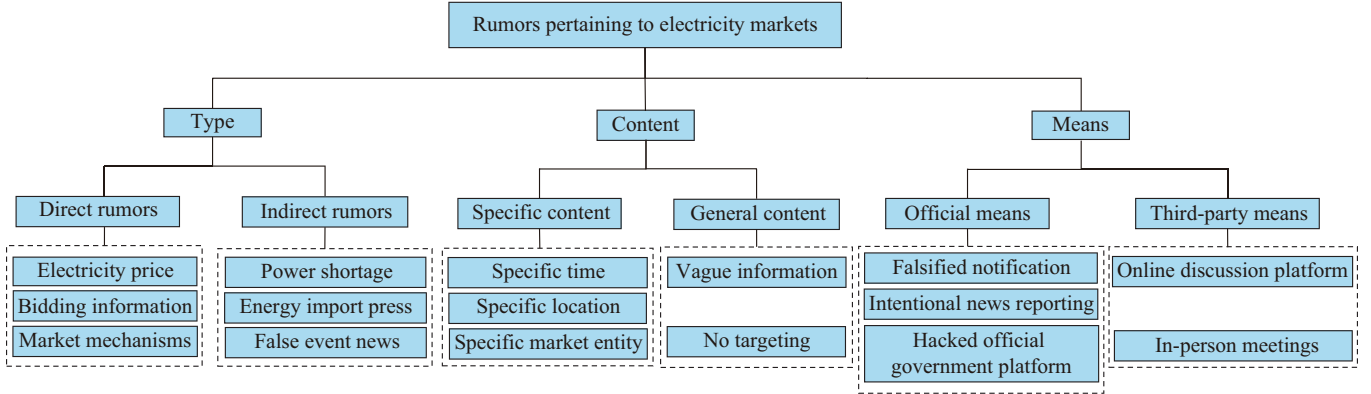 Rumors pertaining to electricity markets
Type
Content
Means
Direct rumors
Indirect rumors
Specific content
General content
Official means
Third-party means
Electricity price
Bidding information
Market mechanisms
Power shortage
Energy import press
False event news
Specific time
Specific location
Specific market entity
Vague information
No targeting
Falsified notification
Intentional news reporting
Hacked official
government platform
Online discussion platform
In-person meetings